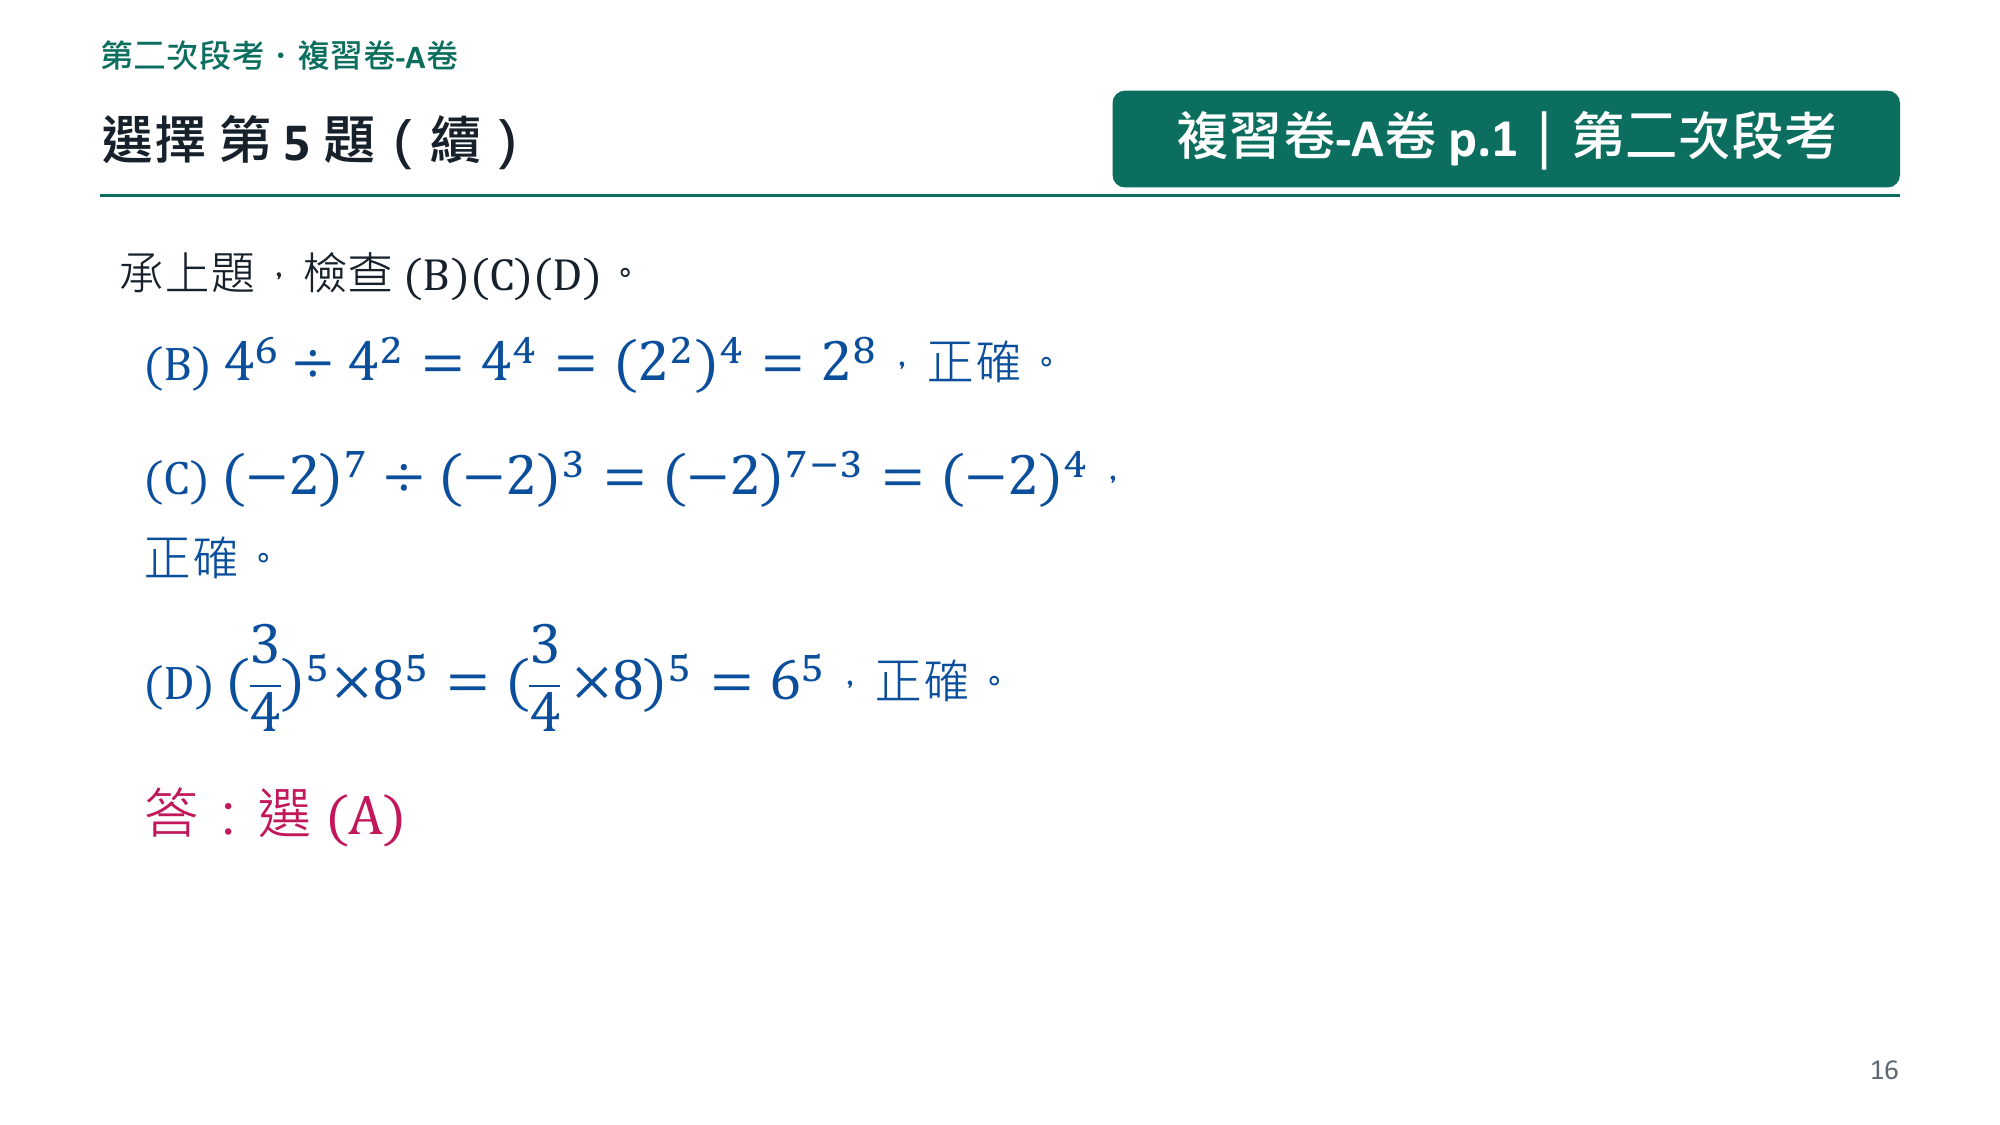 第二次段考・複習卷-A卷
選擇 第 5 題（續）
複習卷-A卷 p.1｜第二次段考
承上題，檢查 (B)(C)(D)。
(B) 4⁶ ÷ 4² = 4⁴ = (2²)⁴ = 2⁸，正確。
(C) (−2)⁷ ÷ (−2)³ = (−2)⁷⁻³ = (−2)⁴，
正確。
(D) (3/4)⁵×8⁵ = (3/4×8)⁵ = 6⁵，正確。
答：選 (A)
16